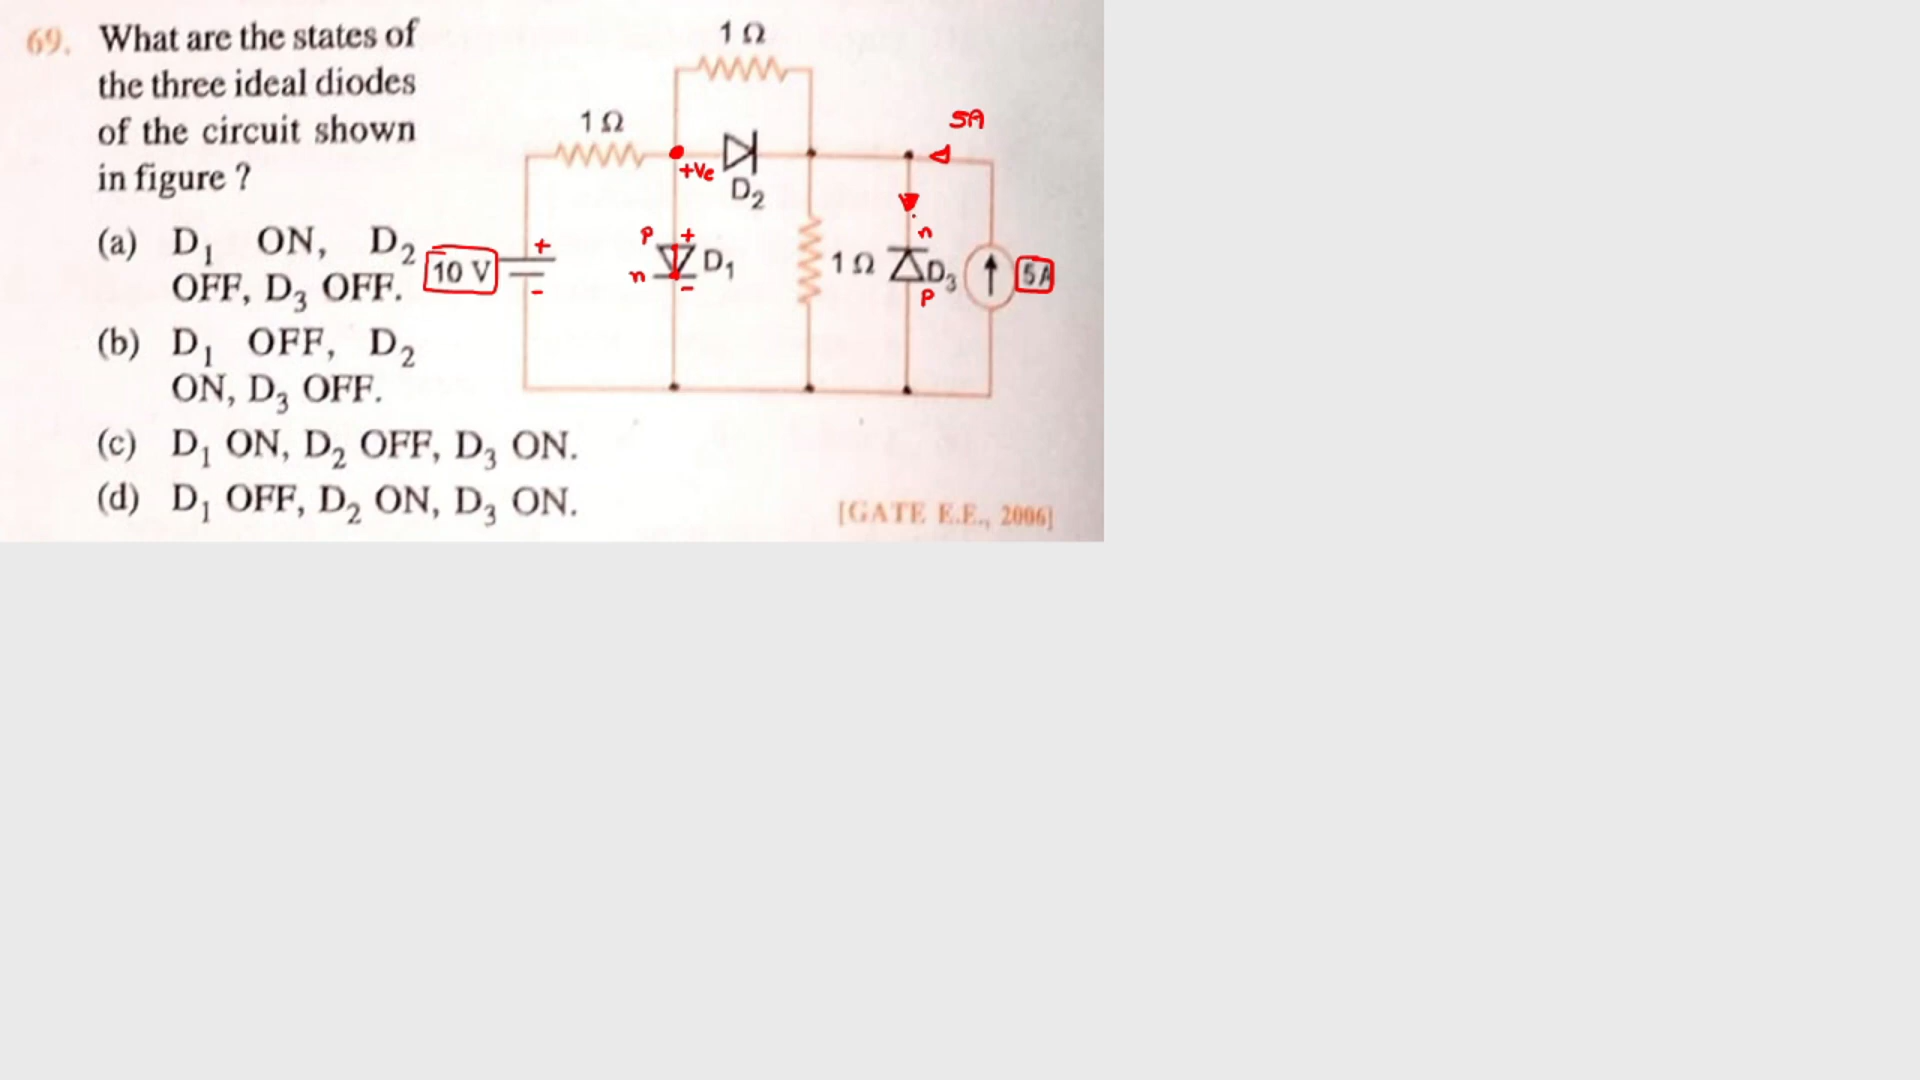 69. What are the states of
the three ideal diodes
of the circuit shown
in figure ?
(a) D₁ ON, D₂
OFF, D₃ OFF.
(b) D₁ OFF, D₂
ON, D₃ OFF.
(c) D₁ ON, D₂ OFF, D₃ ON.
(d) D₁ OFF, D₂ ON, D₃ ON.
1 Ω
1 Ω
5A
+Ve
D₂
10 V
+
-
P
+
n
-
D₁
1 Ω
n
D₃
P
5A
[GATE E.E., 2006]